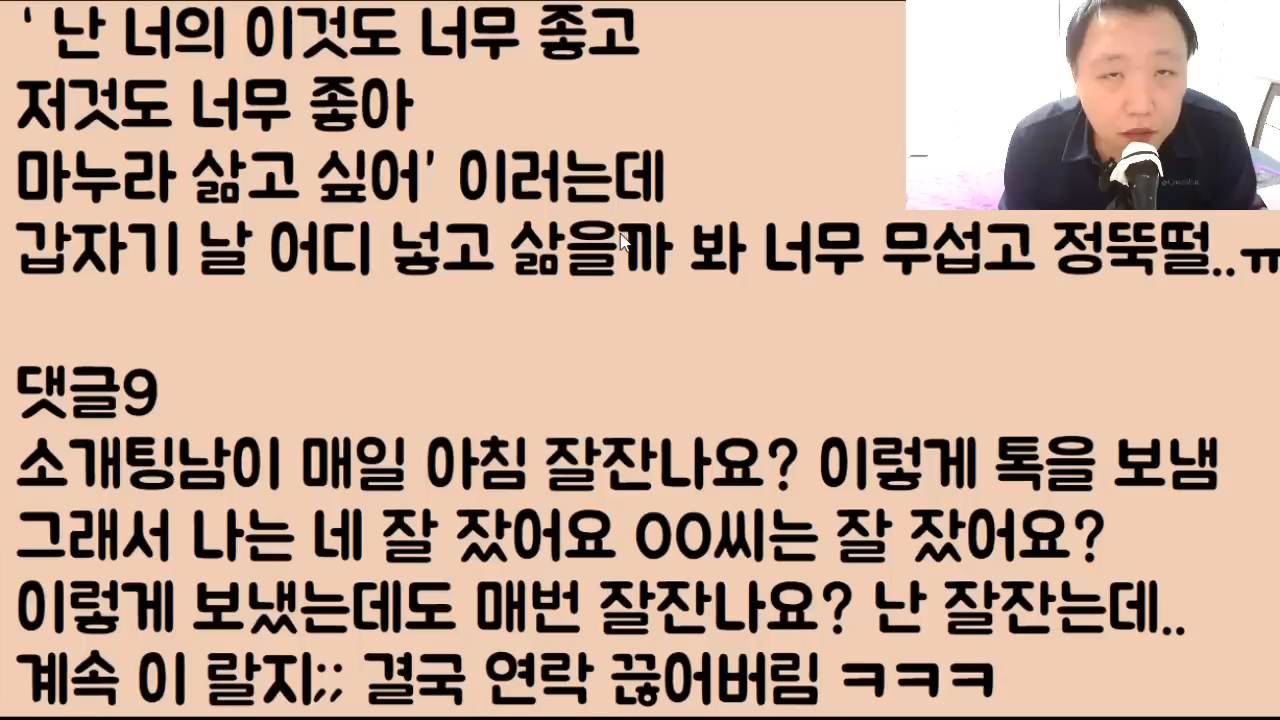 ‘ 난 너의 이것도 너무 좋고
저것도 너무 좋아
마누라 삶고 싶어’ 이러는데
갑자기 날 어디 넣고 삶을까 봐 너무 무섭고 정뚝떨..ㅠ
댓글9
소개팅남이 매일 아침 잘잔나요? 이렇게 톡을 보냄
그래서 나는 네 잘 잤어요 OO씨는 잘 잤어요?
이렇게 보냈는데도 매번 잘잔나요? 난 잘잔는데..
계속 이 랄지;; 결국 연락 끊어버림 ㅋㅋㅋ